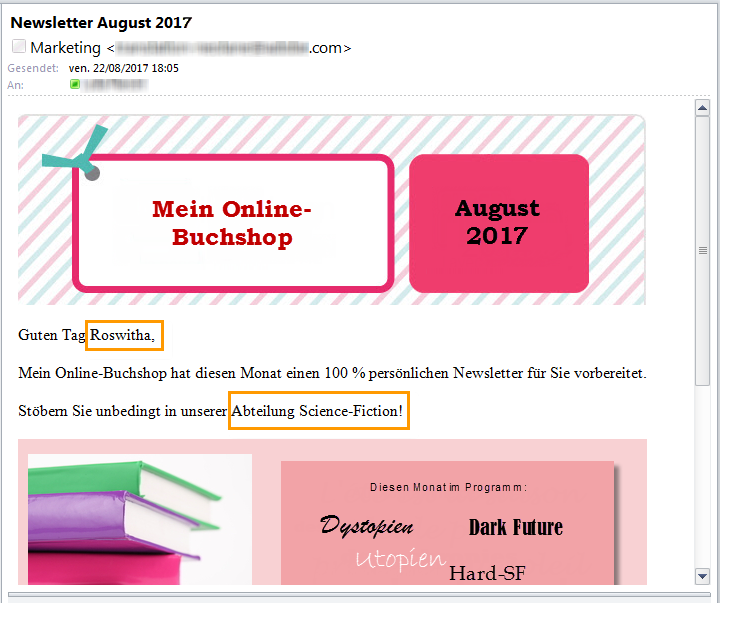 Newsletter August 2017
Marketing < .com>
Gesendet: ven. 22/08/2017 18:05
An:
Mein Online-
Buchshop
August
2017
Guten Tag Roswitha,
Mein Online-Buchshop hat diesen Monat einen 100 % persönlichen Newsletter für Sie vorbereitet.
Stöbern Sie unbedingt in unserer Abteilung Science-Fiction!
Diesen Monat im Programm:
Dystopien
Dark Future
Utopien
Hard-SF